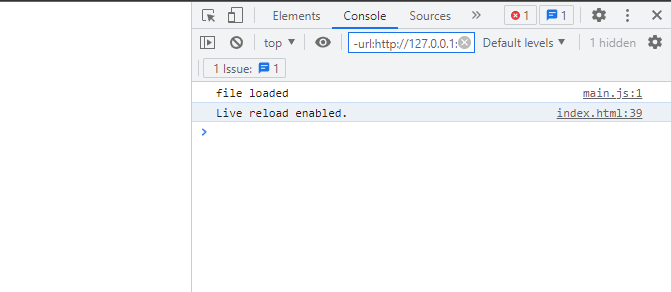 Elements Console Sources » 1 1
top ▼ -url:http://127.0.0.1: Default levels ▼ 1 hidden
1 Issue: 1
file loaded main.js:1
Live reload enabled. index.html:39
>